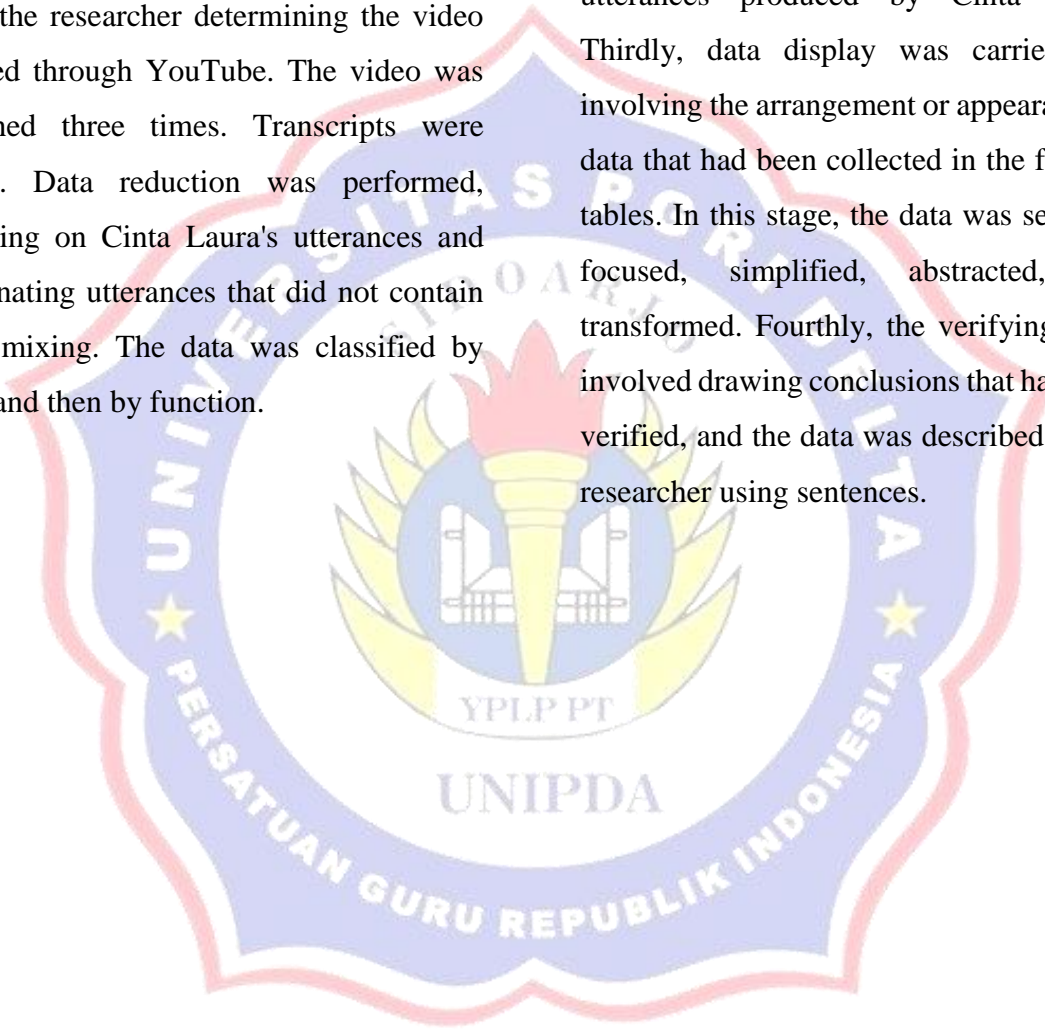 the researcher determining the video
ed through YouTube. The video was
ned three times. Transcripts were
. Data reduction was performed,
ing on Cinta Laura's utterances and
nating utterances that did not contain
mixing. The data was classified by
and then by function.
utterances produced by Cinta
Thirdly, data display was carrie
involving the arrangement or appeara
data that had been collected in the f
tables. In this stage, the data was se
focused, simplified, abstracted,
transformed. Fourthly, the verifying
involved drawing conclusions that ha
verified, and the data was described
researcher using sentences.
UNIVERSITAS PGRI DELTA
SIDOARJO
YPLP PT
UNIPDA
PERSATUAN GURU REPUBLIK INDONESIA